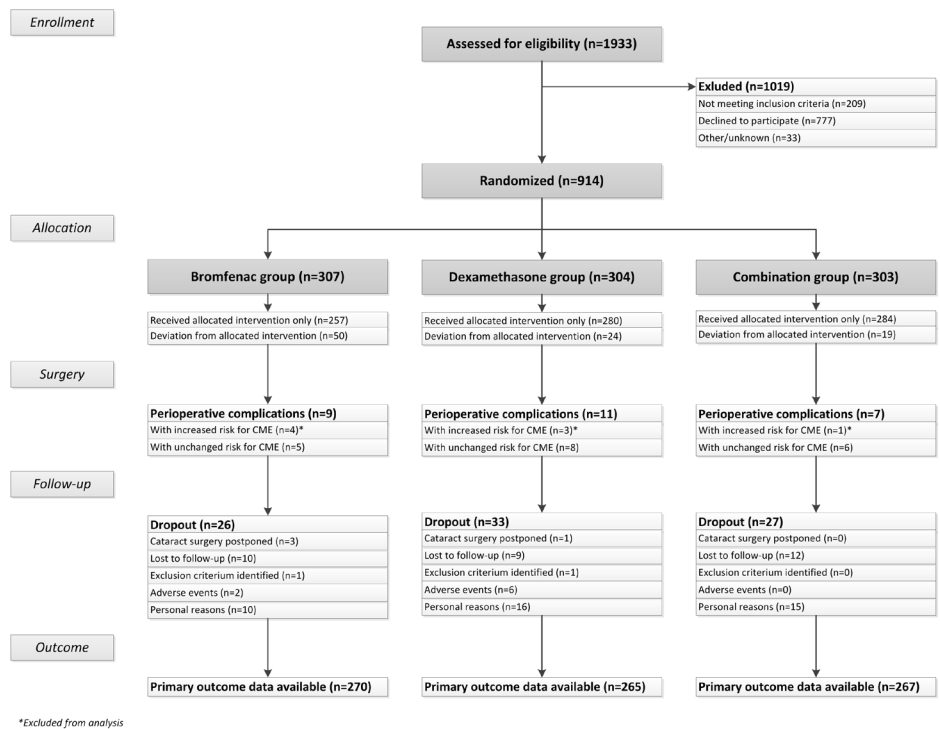 Enrollment
Assessed for eligibility (n=1933)
Exluded (n=1019)
Not meeting inclusion criteria (n=209)
Declined to participate (n=777)
Other/unknown (n=33)
Randomized (n=914)
Allocation
Bromfenac group (n=307)
Dexamethasone group (n=304)
Combination group (n=303)
Received allocated intervention only (n=257)
Deviation from allocated intervention (n=50)
Received allocated intervention only (n=280)
Deviation from allocated intervention (n=24)
Received allocated intervention only (n=284)
Deviation from allocated intervention (n=19)
Surgery
Perioperative complications (n=9)
With increased risk for CME (n=4)*
With unchanged risk for CME (n=5)
Perioperative complications (n=11)
With increased risk for CME (n=3)*
With unchanged risk for CME (n=8)
Perioperative complications (n=7)
With increased risk for CME (n=1)*
With unchanged risk for CME (n=6)
Follow-up
Dropout (n=26)
Cataract surgery postponed (n=3)
Lost to follow-up (n=10)
Exclusion criterium identified (n=1)
Adverse events (n=2)
Personal reasons (n=10)
Dropout (n=33)
Cataract surgery postponed (n=1)
Lost to follow-up (n=9)
Exclusion criterium identified (n=1)
Adverse events (n=6)
Personal reasons (n=16)
Dropout (n=27)
Cataract surgery postponed (n=0)
Lost to follow-up (n=12)
Exclusion criterium identified (n=0)
Adverse events (n=0)
Personal reasons (n=15)
Outcome
Primary outcome data available (n=270)
Primary outcome data available (n=265)
Primary outcome data available (n=267)
*Excluded from analysis